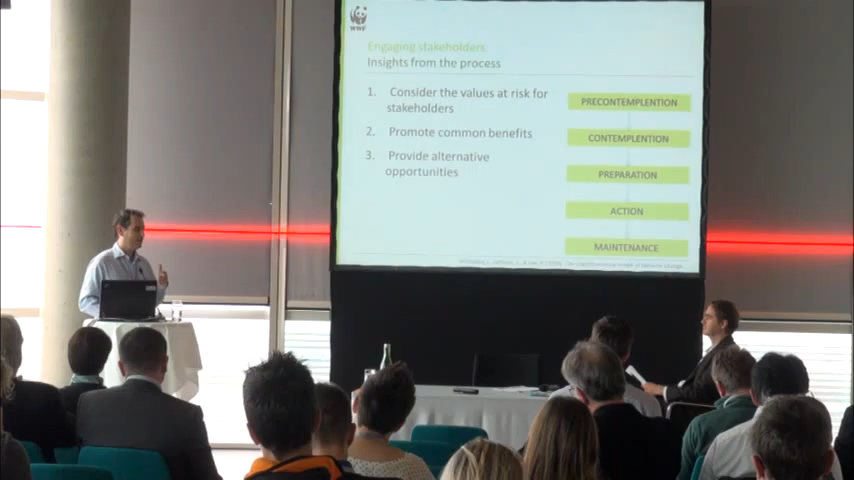 WWF
Engaging stakeholders
Insights from the process
1. Consider the values at risk for
stakeholders
2. Promote common benefits
3. Provide alternative
opportunities
PRECONTEMPLENTION
CONTEMPLENTION
PREPARATION
ACTION
MAINTENANCE